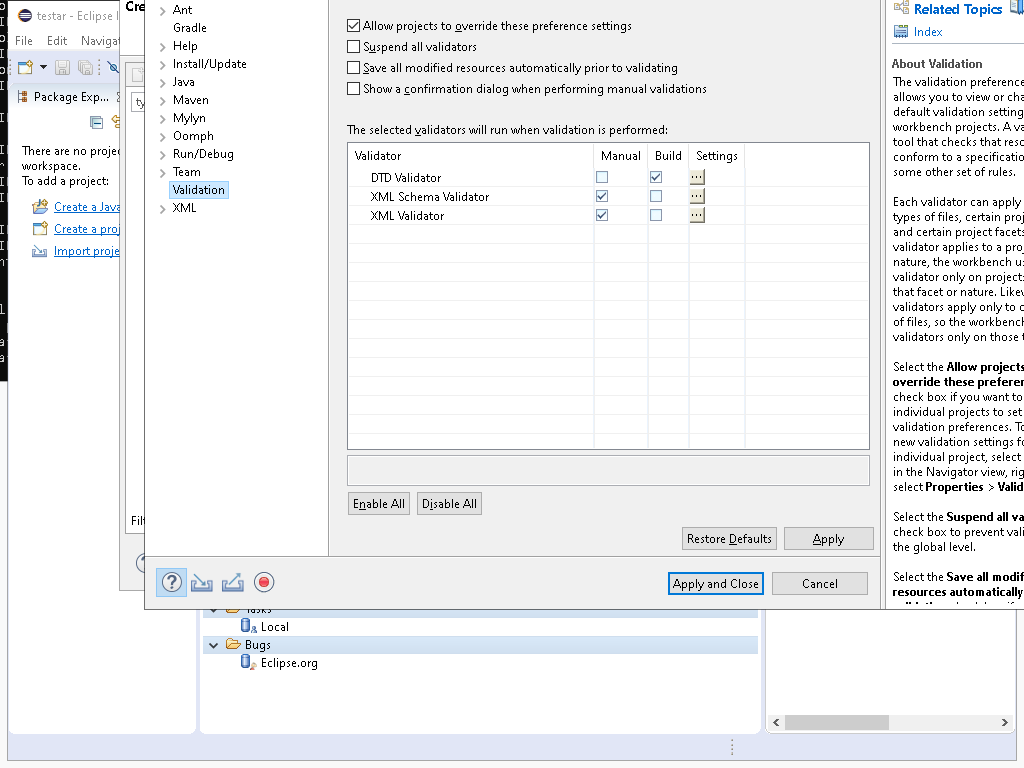 testar - Eclipse I
File Edit Navigat
Package Exp...
There are no proje
workspace.
To add a project:
Create a Java
Create a proj
Import proje
Cre
ty
Filt
Ant
Gradle
Help
Install/Update
Java
Maven
Mylyn
Oomph
Run/Debug
Team
Validation
XML
Allow projects to override these preference settings
Suspend all validators
Save all modified resources automatically prior to validating
Show a confirmation dialog when performing manual validations
The selected validators will run when validation is performed:
Validator Manual Build Settings
DTD Validator ...
XML Schema Validator ...
XML Validator ...
Enable All Disable All
Restore Defaults Apply
Apply and Close Cancel
Related Topics
Index
About Validation
The validation preference
allows you to view or cha
default validation setting
workbench projects. A va
tool that checks that reso
conform to a specificatio
some other set of rules.
Each validator can apply
types of files, certain proj
and certain project facets
validator applies to a proj
nature, the workbench us
validator only on projects
that facet or nature. Likew
validators apply only to c
of files, so the workbench
validators only on those t
Select the Allow projects
override these preferen
check box if you want to
individual projects to set
validation preferences. To
new validation settings fo
individual project, select
in the Navigator view, rig
select Properties > Valid
Select the Suspend all va
check box to prevent vali
the global level.
Select the Save all modif
resources automatically
Tasks
Local
Bugs
Eclipse.org